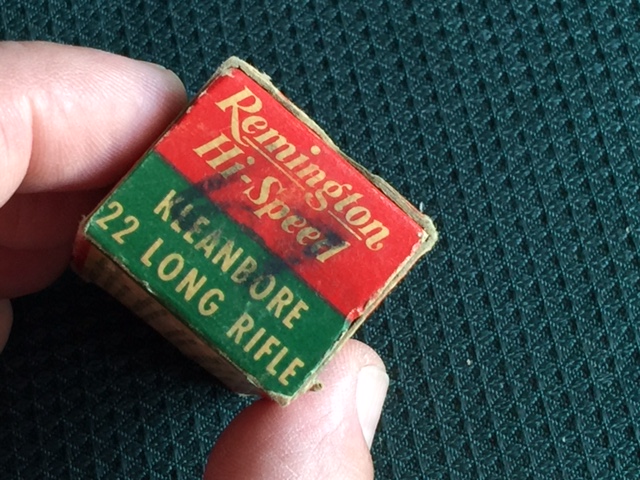 Remington
Hi-Speed
KLEANBORE
22 LONG RIFLE